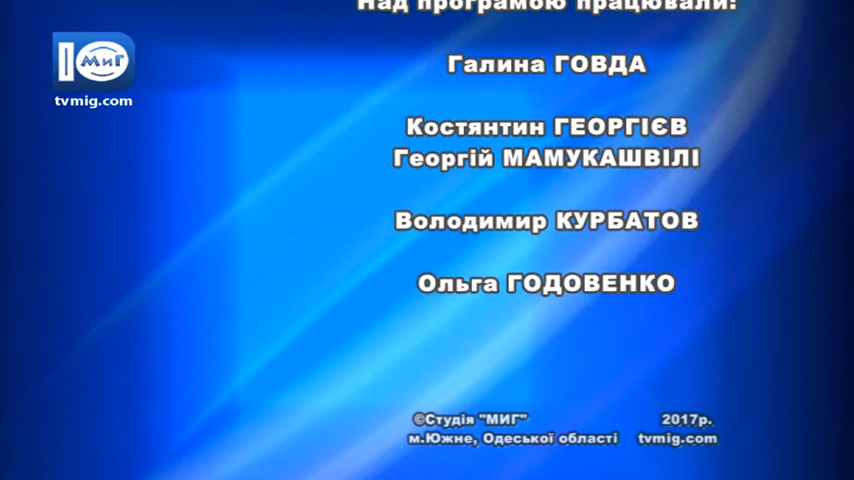 Над програмою працювали:
10 МиГ
tvmig.com
Галина ГОВДА
Костянтин ГЕОРГІЄВ
Георгій МАМУКАШВІЛІ
Володимир КУРБАТОВ
Ольга ГОДОВЕНКО
©Студія "МИГ" 2017р.
м.Южне, Одеської області tvmig.com